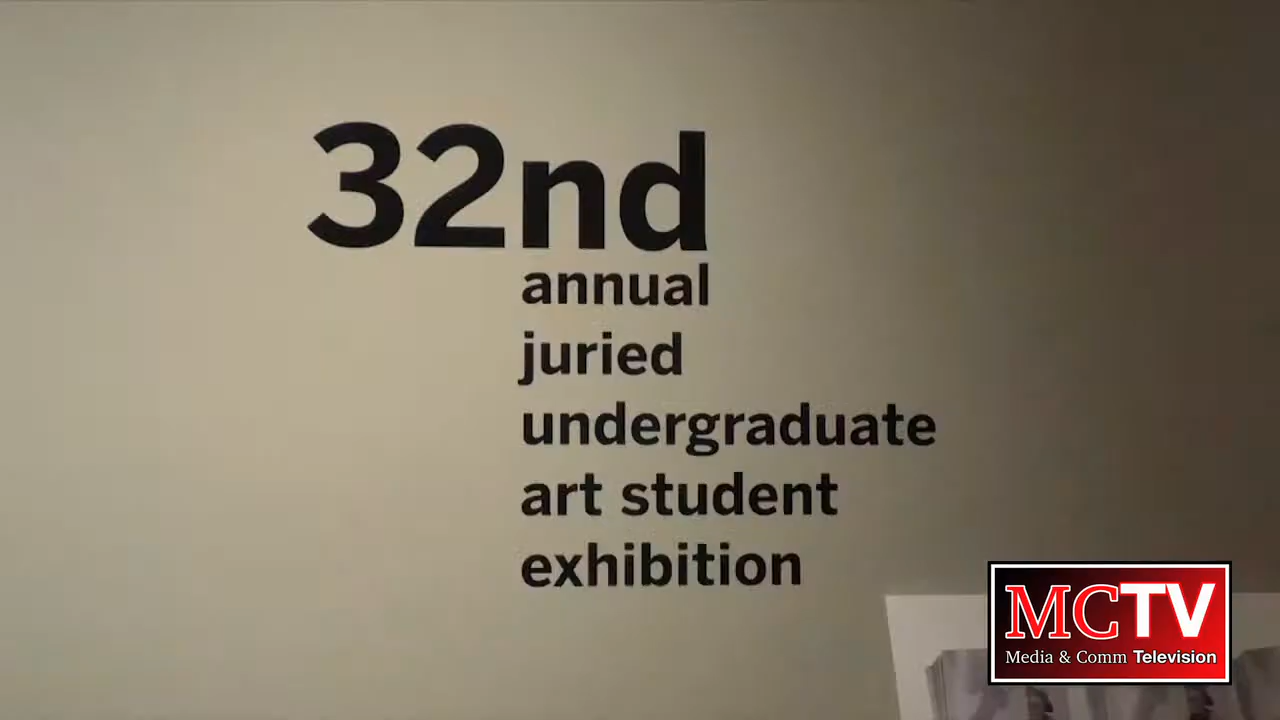 32nd
annual
juried
undergraduate
art student
exhibition
MCTV
Media & Comm Television